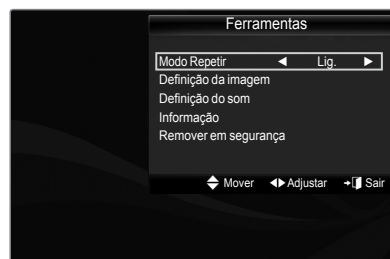 Ferramentas
Modo Repetir ◄ Lig. ►
Definição da imagem
Definição do som
Informação
Remover em segurança
Mover Adjustar Sair